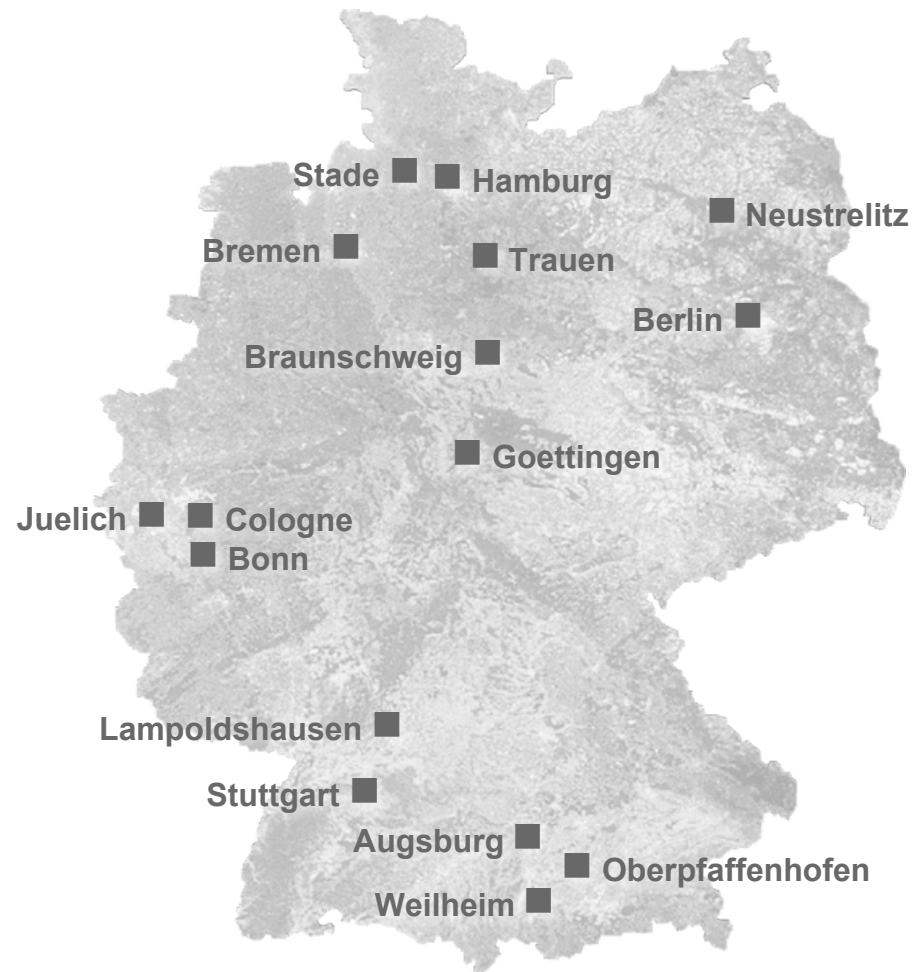 Stade
Hamburg
Neustrelitz
Bremen
Trauen
Berlin
Braunschweig
Goettingen
Juelich
Cologne
Bonn
Lampoldshausen
Stuttgart
Augsburg
Oberpfaffenhofen
Weilheim